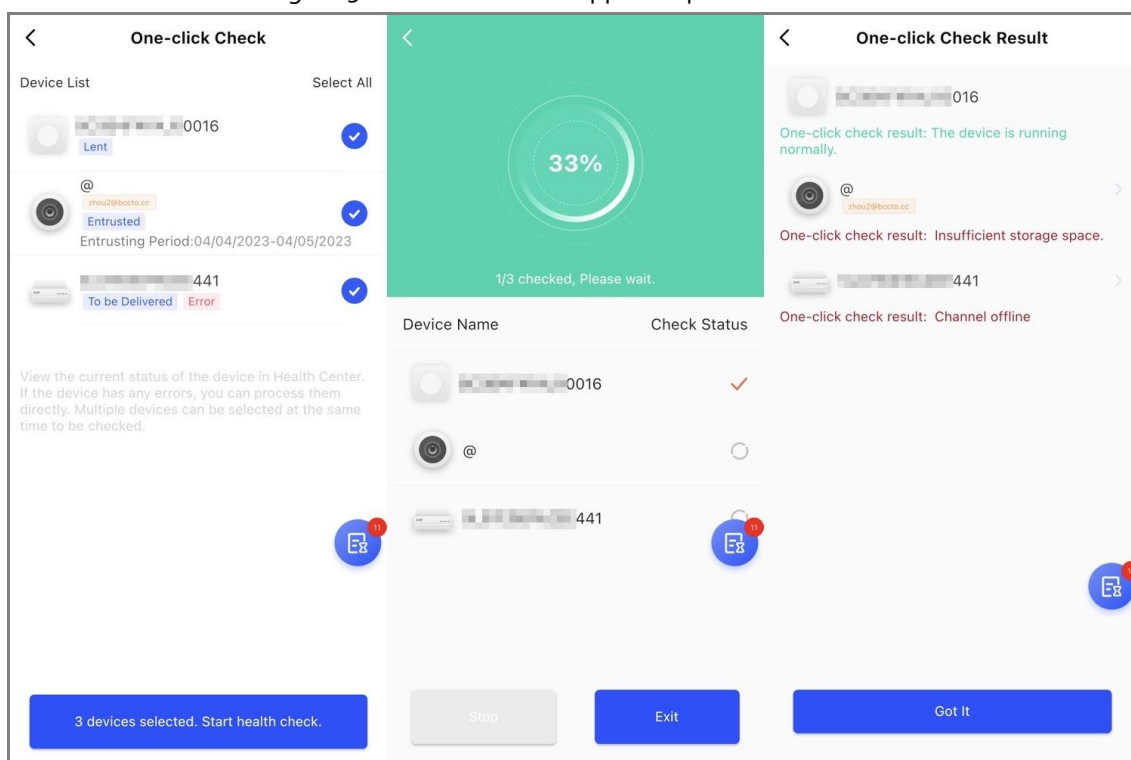 One-click Check
Device List
Select All
0016
Lent
@
zhou2@bccto.cc
Entrusted
Entrusting Period:04/04/2023-04/05/2023
441
To be Delivered
Error
View the current status of the device in Health Center.
If the device has any errors, you can process them
directly. Multiple devices can be selected at the same
time to be checked.
11
3 devices selected. Start health check.
33%
1/3 checked, Please wait.
Device Name
Check Status
0016
@
441
11
Stop
Exit
One-click Check Result
016
One-click check result: The device is running
normally.
@
zhou2@bccto.cc
One-click check result: Insufficient storage space.
441
One-click check result: Channel offline
Got It